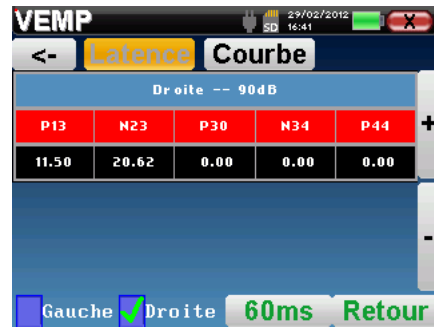 VEMP SD 29/02/2012 16:41 X
<- Latence Courbe
Droite -- 90dB
P13 N23 P30 N34 P44 +
11.50 20.62 0.00 0.00 0.00
-
Gauche Droite 60ms Retour